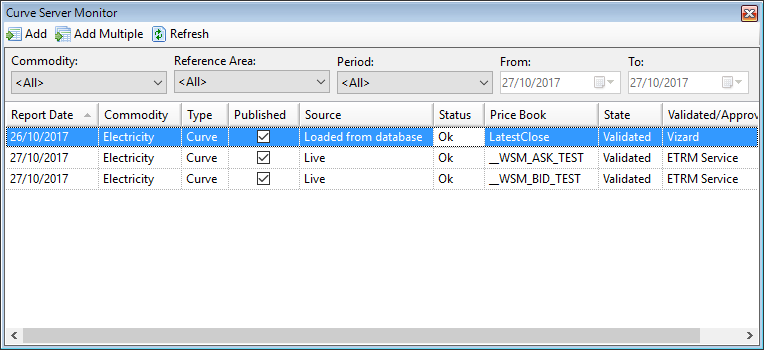 Curve Server Monitor
Add Add Multiple Refresh
Commodity: Reference Area: Period: From: To:
<All> <All> <All> 27/10/2017 27/10/2017
Report Date Commodity Type Published Source Status Price Book State Validated/Approv
26/10/2017 Electricity Curve Loaded from database Ok LatestClose Validated Vizard
27/10/2017 Electricity Curve Live Ok __WSM_ASK_TEST Validated ETRM Service
27/10/2017 Electricity Curve Live Ok __WSM_BID_TEST Validated ETRM Service